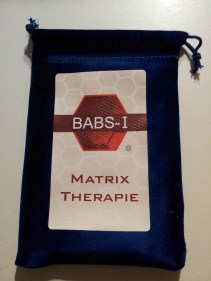 BABS-I
®
MATRIX
THERAPIE